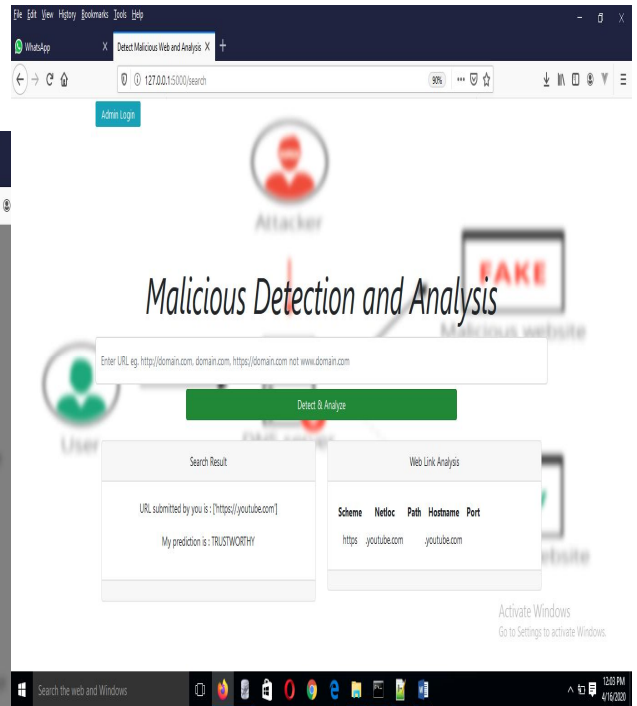 File Edit View History Bookmarks Tools Help
WhatsApp
Detect Malicious Web and Analysis
127.0.0.1:5000/search
90%
Admin Login
Attacker
FAKE
Malicious Detection and Analysis
Malicious website
Enter URL eg. http://domain.com, domain.com, https://domain.com not www.domain.com
Detect & Analyze
User
DNS server
Search Result
Web Link Analysis
URL submitted by you is : ['https://.youtube.com']
My prediction is : TRUSTWORTHY
Scheme Netloc Path Hostname Port
https .youtube.com .youtube.com
website
Activate Windows
Go to Settings to activate Windows.
Search the web and Windows
12:03 PM
4/16/2020